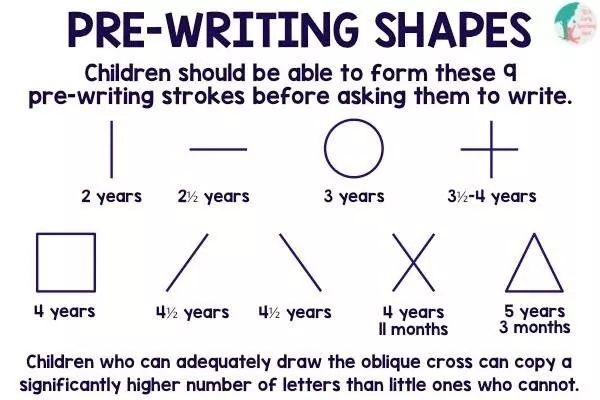 PRE-WRITING SHAPES
Children should be able to form these 9
pre-writing strokes before asking them to write.
2 years
2½ years
3 years
3½-4 years
4 years
4½ years
4½ years
4 years
11 months
5 years
3 months
Children who can adequately draw the oblique cross can copy a
significantly higher number of letters than little ones who cannot.